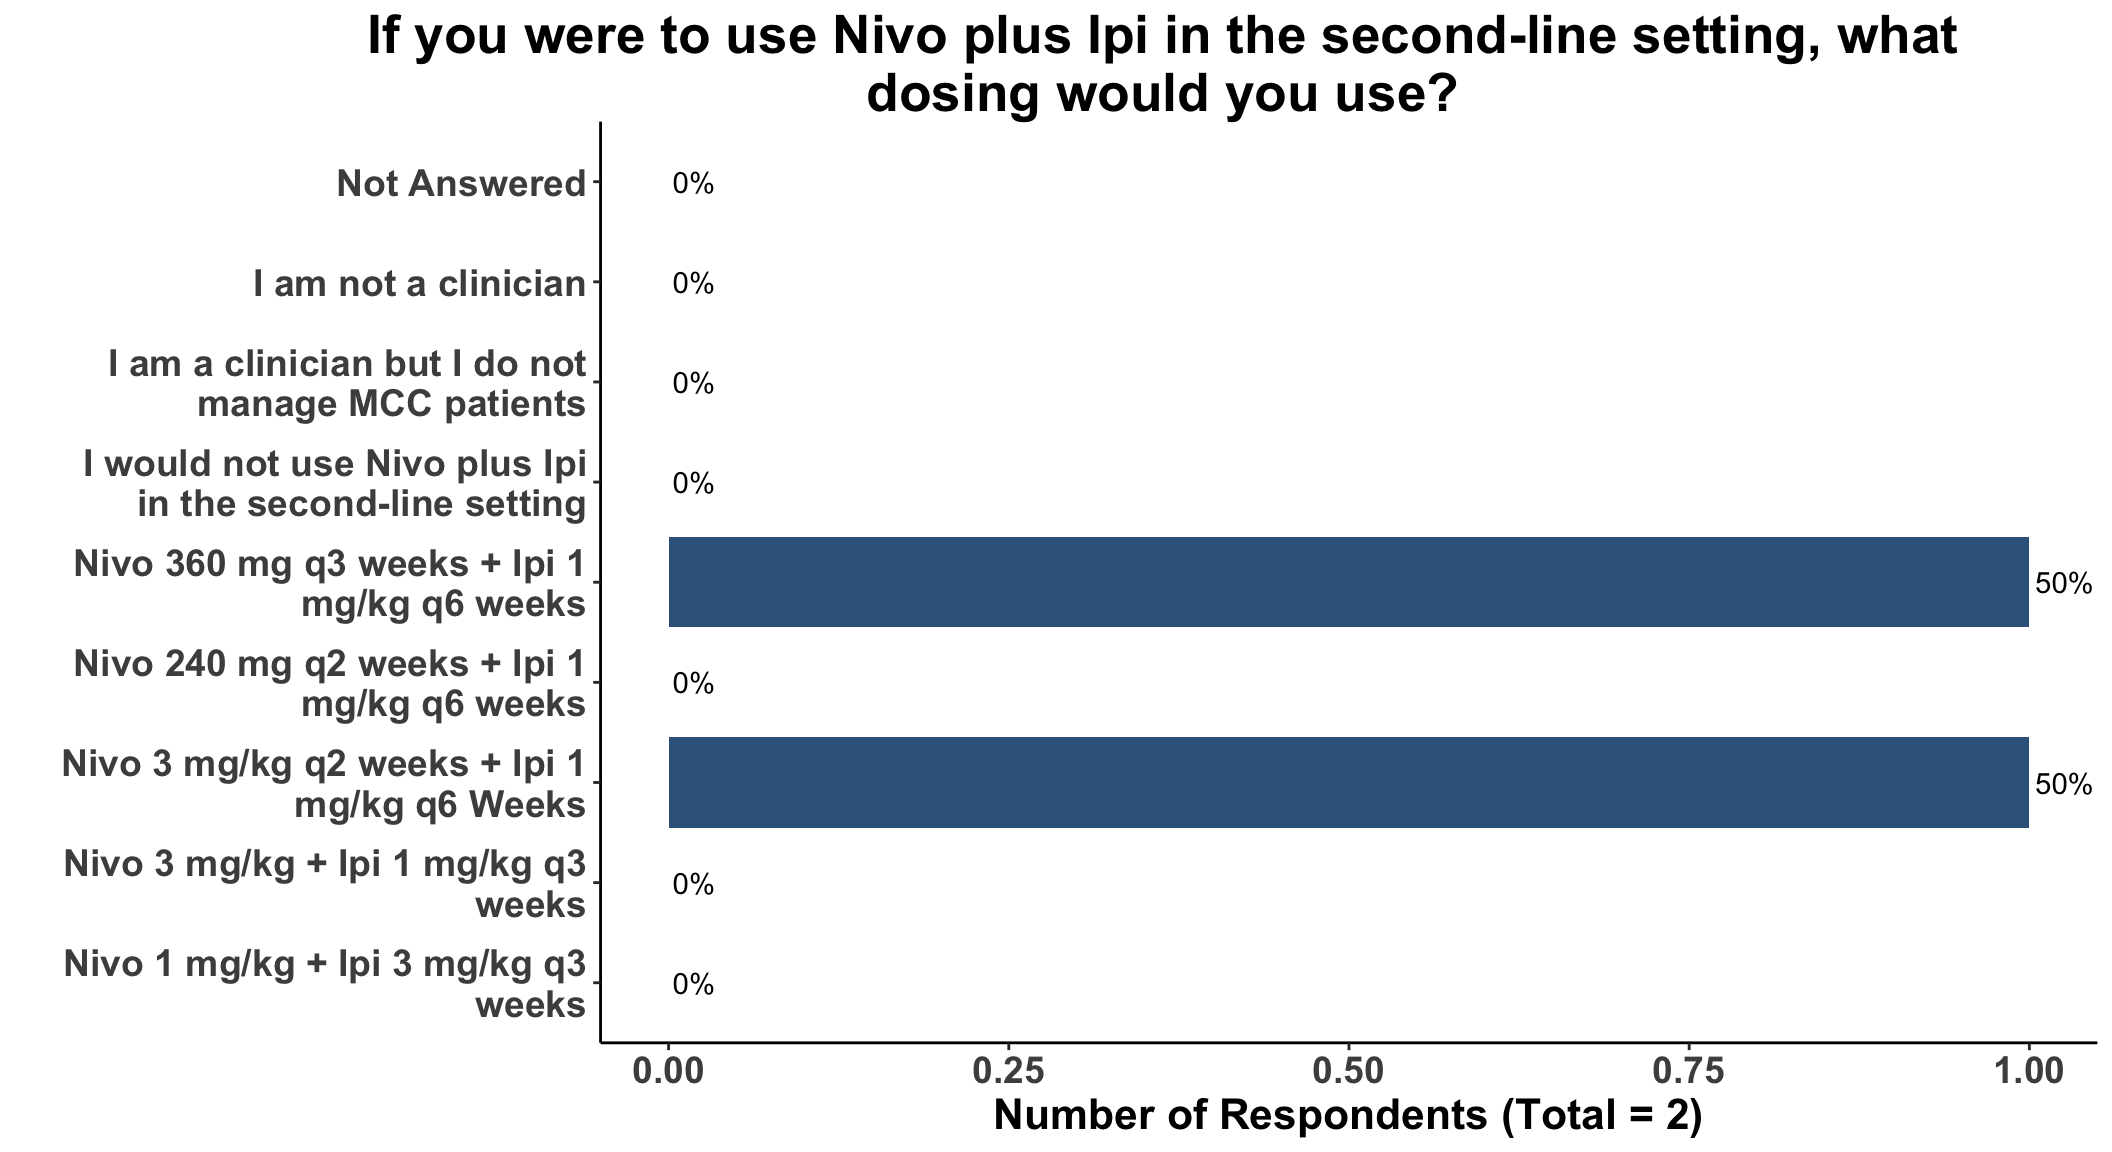 If you were to use Nivo plus Ipi in the second-line setting, what
dosing would you use?
Not Answered
0%
I am not a clinician
0%
I am a clinician but I do not
manage MCC patients
0%
I would not use Nivo plus Ipi
in the second-line setting
0%
Nivo 360 mg q3 weeks + Ipi 1
mg/kg q6 weeks
50%
Nivo 240 mg q2 weeks + Ipi 1
mg/kg q6 weeks
0%
Nivo 3 mg/kg q2 weeks + Ipi 1
mg/kg q6 Weeks
50%
Nivo 3 mg/kg + Ipi 1 mg/kg q3
weeks
0%
Nivo 1 mg/kg + Ipi 3 mg/kg q3
weeks
0%
0.00 0.25 0.50 0.75 1.00
Number of Respondents (Total = 2)